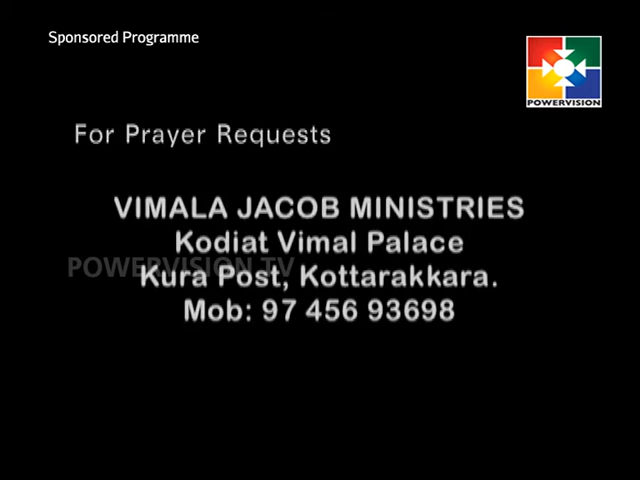 Sponsored Programme
POWERVISION
For Prayer Requests
VIMALA JACOB MINISTRIES
Kodiat Vimal Palace
POWERVISION TV
Kura Post, Kottarakkara.
Mob: 97 456 93698